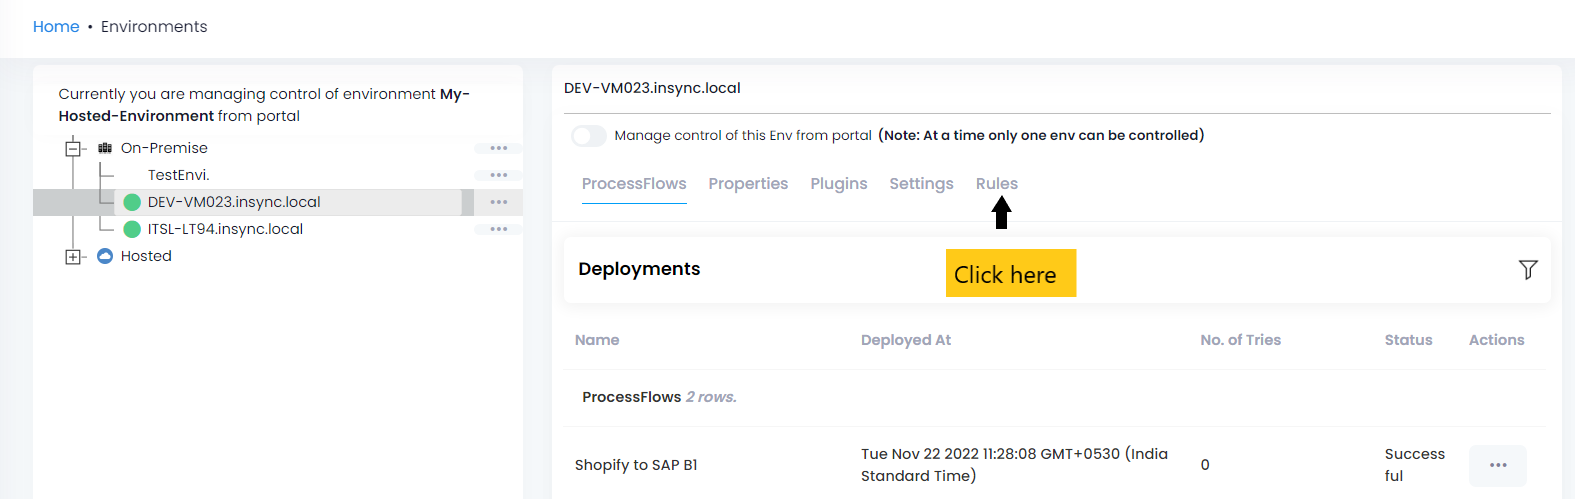 Home • Environments
Currently you are managing control of environment My-
Hosted-Environment from portal
On-Premise
TestEnvi.
DEV-VM023.insync.local
ITSL-LT94.insync.local
Hosted
DEV-VM023.insync.local
Manage control of this Env from portal (Note: At a time only one env can be controlled)
ProcessFlows Properties Plugins Settings Rules
Click here
Deployments
Name Deployed At No. of Tries Status Actions
ProcessFlows 2 rows.
Shopify to SAP B1
Tue Nov 22 2022 11:28:08 GMT+0530 (India
Standard Time)
0
Success
ful